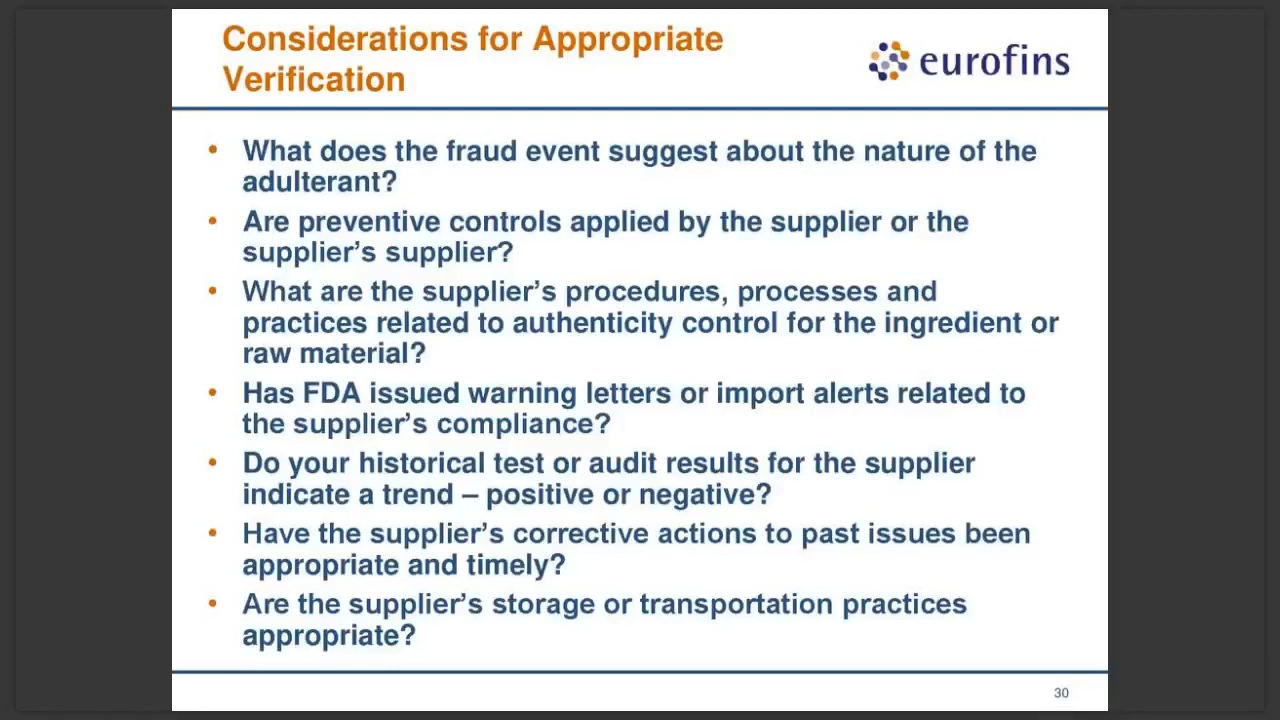 Considerations for Appropriate
Verification
eurofins
• What does the fraud event suggest about the nature of the
adulterant?
• Are preventive controls applied by the supplier or the
supplier’s supplier?
• What are the supplier’s procedures, processes and
practices related to authenticity control for the ingredient or
raw material?
• Has FDA issued warning letters or import alerts related to
the supplier’s compliance?
• Do your historical test or audit results for the supplier
indicate a trend – positive or negative?
• Have the supplier’s corrective actions to past issues been
appropriate and timely?
• Are the supplier’s storage or transportation practices
appropriate?
30